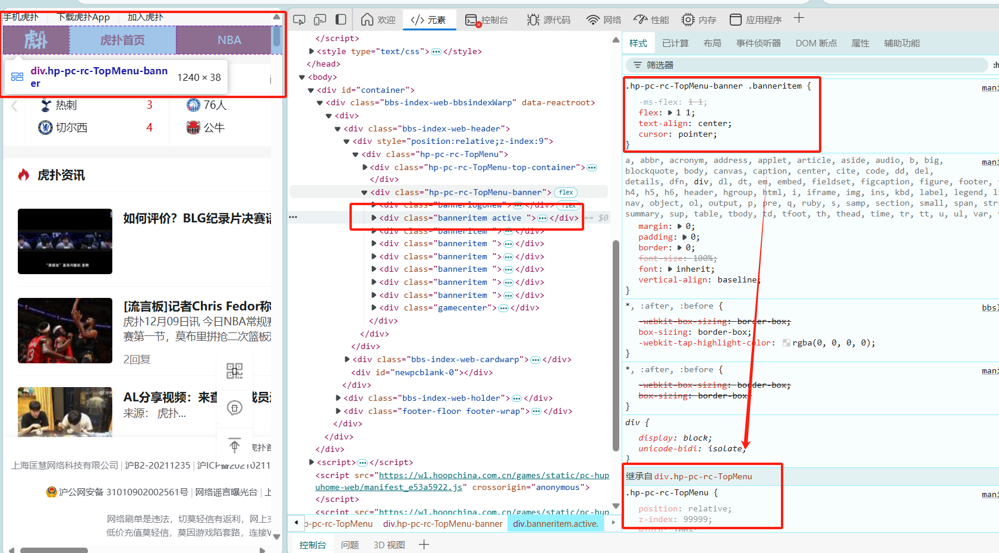 手机虎扑 下载虎扑App 加入虎扑
虎扑 虎扑首页 NBA
div.hp-pc-rc-TopMenu-bann
er
1240 × 38
热刺 3 76人
切尔西 4 公牛
虎扑资讯
如何评价？BLG纪录片决赛语
[流言板]记者Chris Fedor称
虎扑12月09日讯 今日NBA常规赛
赛第一节，莫布里拼抢二次篮板
2回复
AL分享视频：来查
成员
来源： 虎扑...
虎扑首
上海匡慧网络科技有限公司 | 沪B2-20211235 | 沪ICP备20210211
沪公网安备 31010902002561号 | 网络谣言曝光台 | 上
网络刷单是违法，切莫轻信有返利，网上
低价充值莫轻信，莫因游戏陷套路，连接
欢迎 </> 元素 控制台 源代码 网络 性能 内存 应用程序
</script>
<style type="text/css">•••</style>
</head>
<body>
<div id="container">
<div class="bbs-index-web-bbsindexWarp" data-reactroot>
<div>
<div class="bbs-index-web-header">
<div style="position:relative;z-index:9">
<div class="hp-pc-rc-TopMenu">
<div class="hp-pc-rc-TopMenu-top-container">•••
</div>
<div class="hp-pc-rc-TopMenu-banner"> flex
<div class="bannerlogonew">•••</div> flex
<div class="banneritem active ">•••</div> == $0
<div class="banneritem ">•••</div>
<div class="banneritem ">•••</div>
<div class="banneritem ">•••</div>
<div class="banneritem ">•••</div>
<div class="banneritem ">•••</div>
<div class="banneritem ">•••</div>
<div class="gamecenter">•••</div>
</div>
</div>
</div>
<div class="bbs-index-web-cardwarp">•••</div>
<div id="newpcblank-0"></div>
</div>
<div class="bbs-index-web-holder">•••</div>
<div class="footer-floor footer-wrap">•••</div>
</div>
</div>
</div>
<script>•••</script>
<script src="https://w1.hoopchina.com.cn/games/static/pc-hup
uhome-web/manifest_e53a5922.js" crossorigin="anonymous">
</script>
<script src="https://w1.hoopchina.com.cn/games/static/pc-hup
p-pc-rc-TopMenu div.hp-pc-rc-TopMenu-banner div.banneritem.active.
控制台 问题 3D 视图
样式 已计算 布局 事件侦听器 DOM 断点 属性 辅助功能
筛选器 :h
.hp-pc-rc-TopMenu-banner .banneritem { mani
-ms-flex: 1 1;
flex: 1 1;
text-align: center;
cursor: pointer;
}
a, abbr, acronym, address, applet, article, aside, audio, b, big, mani
blockquote, body, canvas, caption, center, cite, code, dd, del,
details, dfn, div, dl, dt, em, embed, fieldset, figcaption, figure, footer,
h4, h5, h6, header, hgroup, html, i, iframe, img, ins, kbd, label, legend, l
nav, object, ol, output, p, pre, q, ruby, s, samp, section, small, span, str
summary, sup, table, tbody, td, tfoot, th, thead, time, tr, tt, u, ul, var,
margin: 0;
padding: 0;
border: 0;
font-size: 100%;
font: inherit;
vertical-align: baseline;
}
*, :after, :before { bbsl
-webkit-box-sizing: border-box;
box-sizing: border-box;
-webkit-tap-highlight-color: rgba(0, 0, 0, 0);
}
*, :after, :before { mani
-webkit-box-sizing: border-box;
box-sizing: border-box;
}
div {
display: block;
unicode-bidi: isolate;
}
继承自 div.hp-pc-rc-TopMenu
.hp-pc-rc-TopMenu { mani
position: relative;
z-index: 99999;
width: 100%;